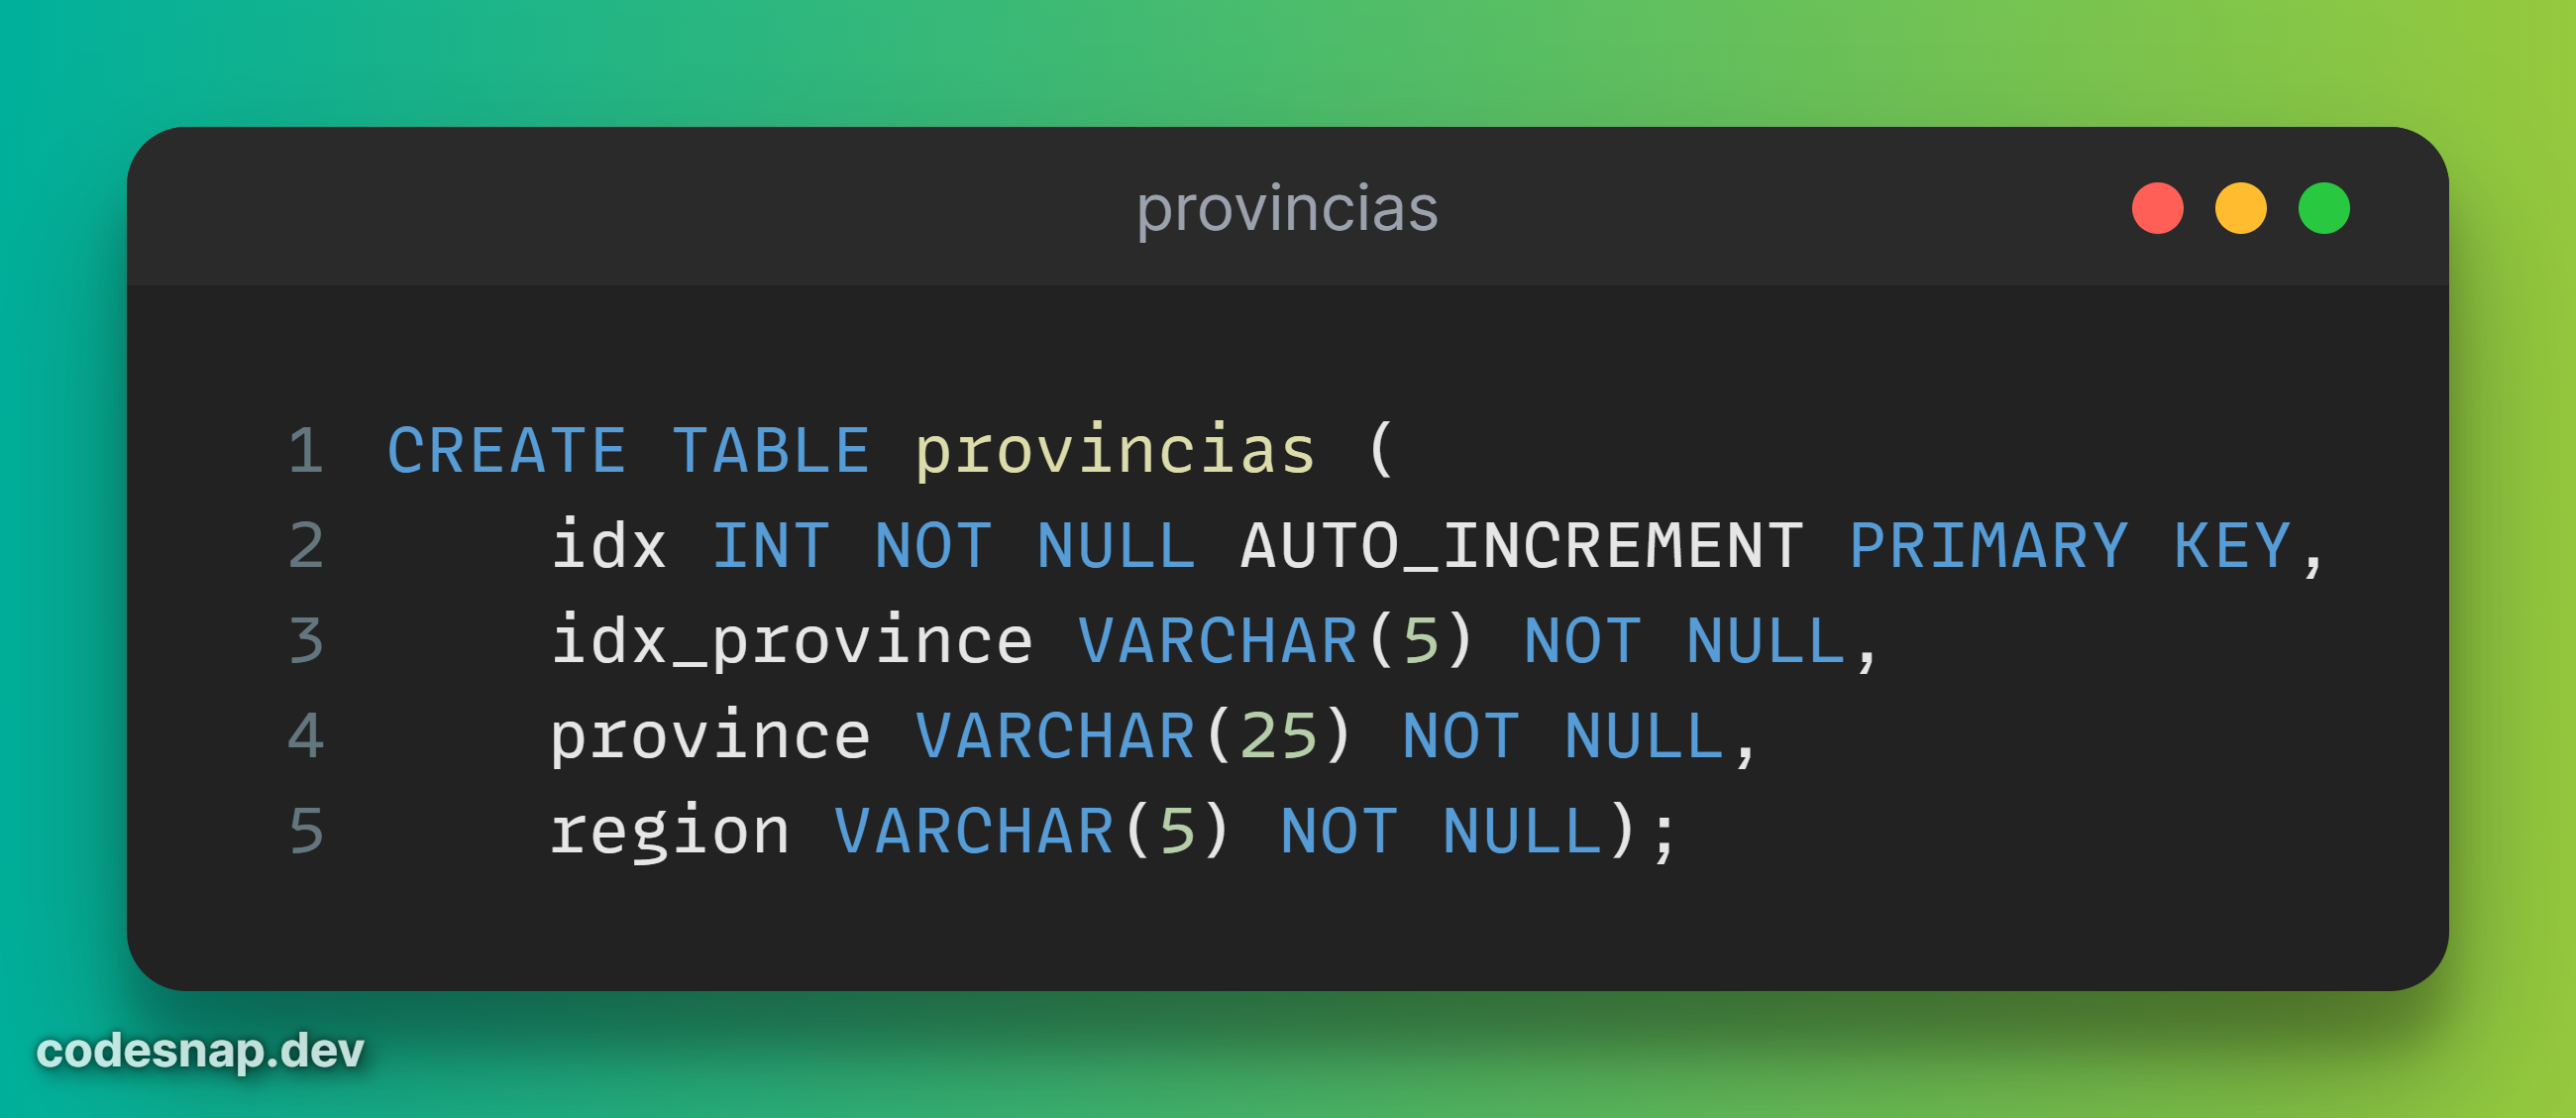 provincias
1 CREATE TABLE provincias (
2     idx INT NOT NULL AUTO_INCREMENT PRIMARY KEY,
3     idx_province VARCHAR(5) NOT NULL,
4     province VARCHAR(25) NOT NULL,
5     region VARCHAR(5) NOT NULL);
codesnap.dev